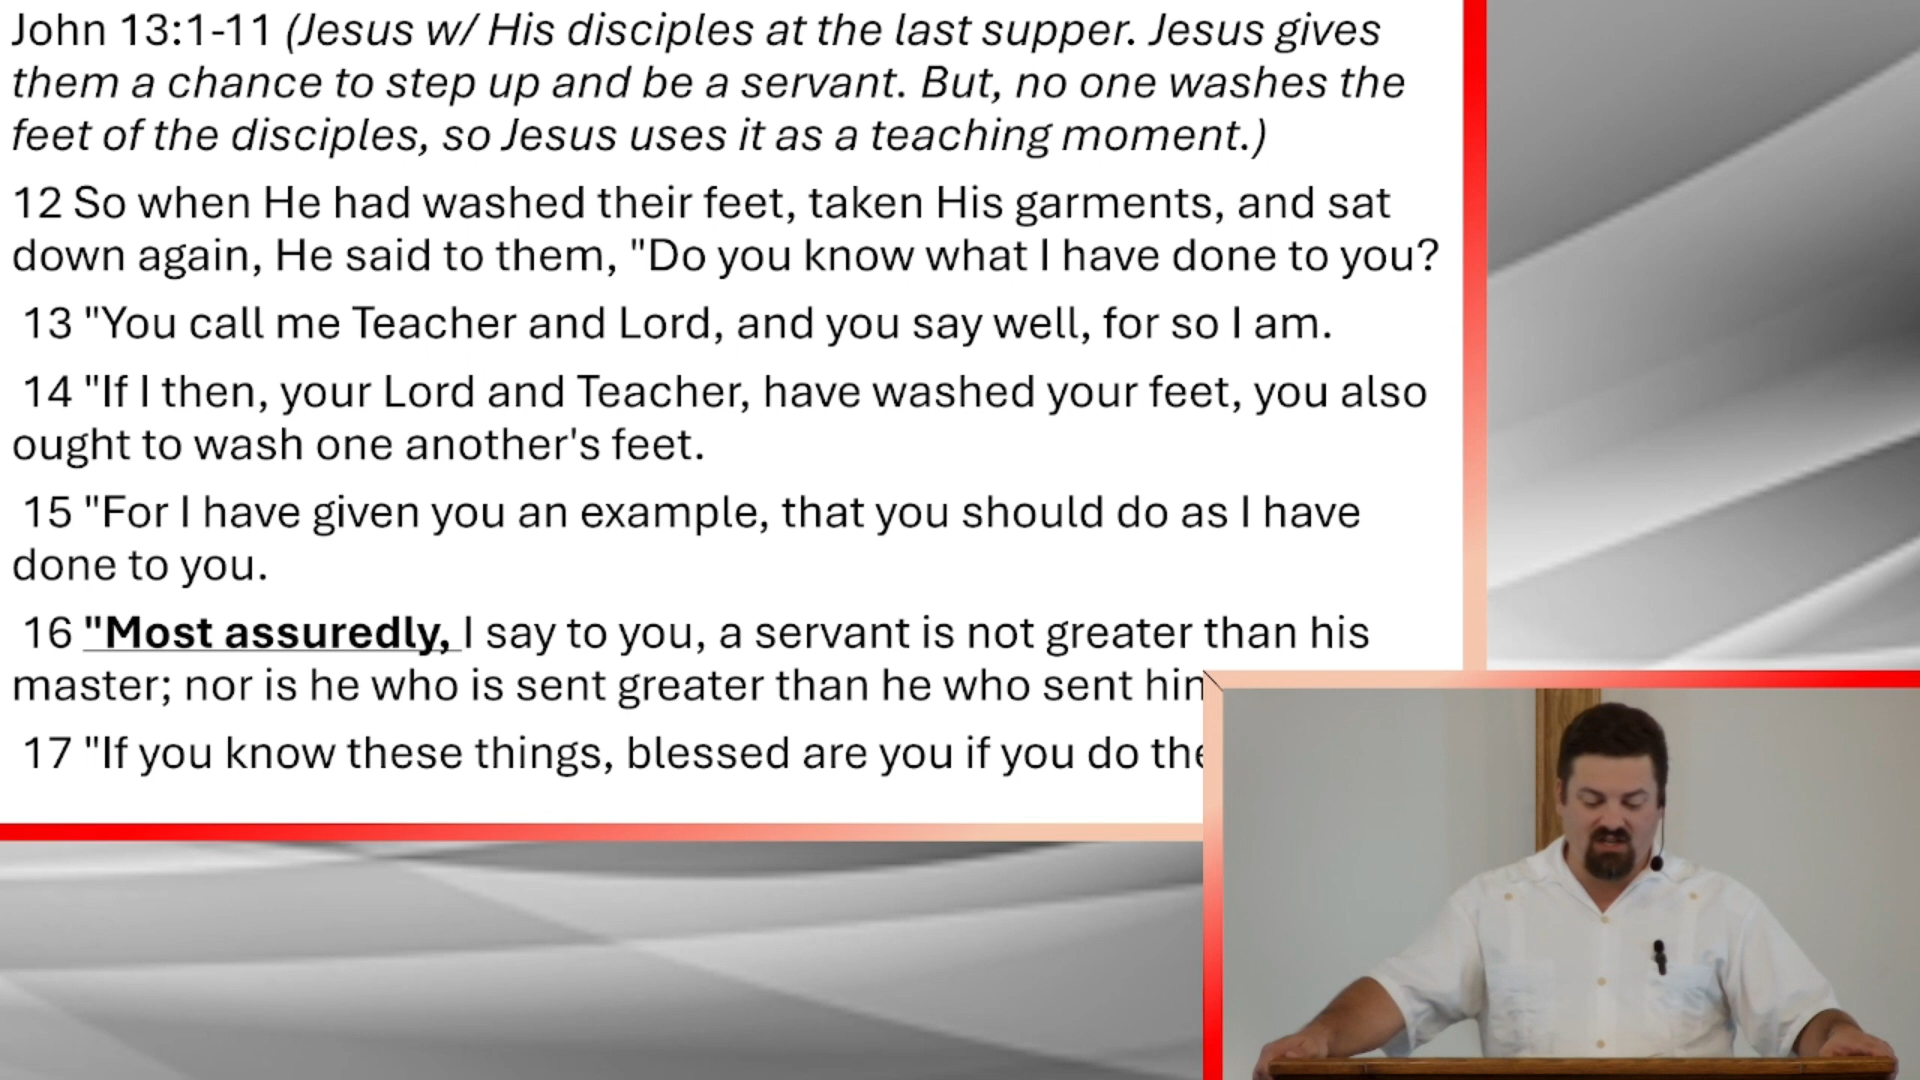 John 13:1-11 (Jesus w/ His disciples at the last supper. Jesus gives
them a chance to step up and be a servant. But, no one washes the
feet of the disciples, so Jesus uses it as a teaching moment.)
12 So when He had washed their feet, taken His garments, and sat
down again, He said to them, "Do you know what I have done to you?
13 "You call me Teacher and Lord, and you say well, for so I am.
14 "If I then, your Lord and Teacher, have washed your feet, you also
ought to wash one another's feet.
15 "For I have given you an example, that you should do as I have
done to you.
16 "Most assuredly, I say to you, a servant is not greater than his
master; nor is he who is sent greater than he who sent
17 "If you know these things, blessed are you if you do